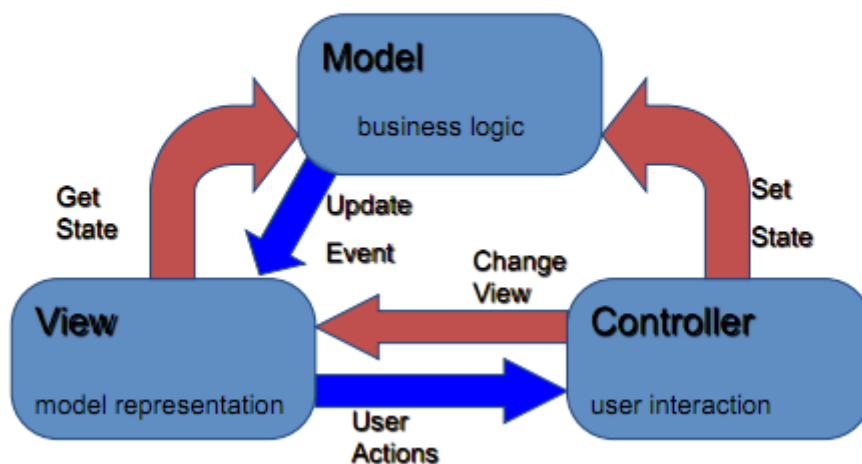 Model
business logic
Get
State
Update
Event
Set
State
Change
View
View
model representation
Controller
user interaction
User
Actions